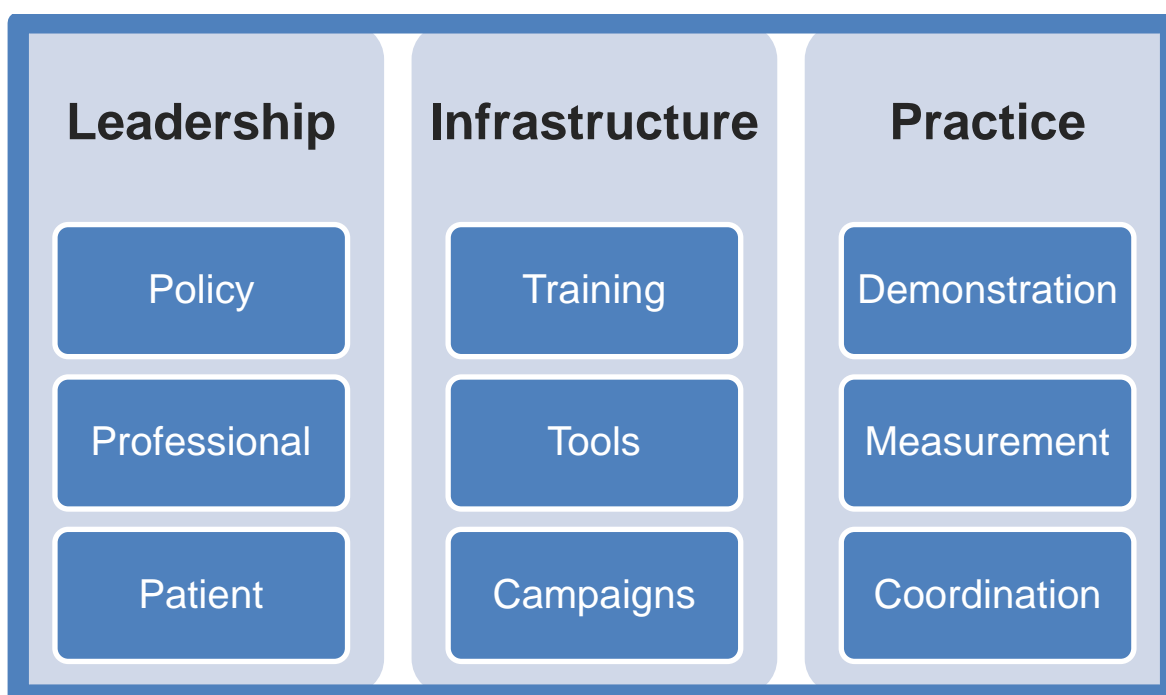 Leadership
Policy
Professional
Patient
Infrastructure
Training
Tools
Campaigns
Practice
Demonstration
Measurement
Coordination